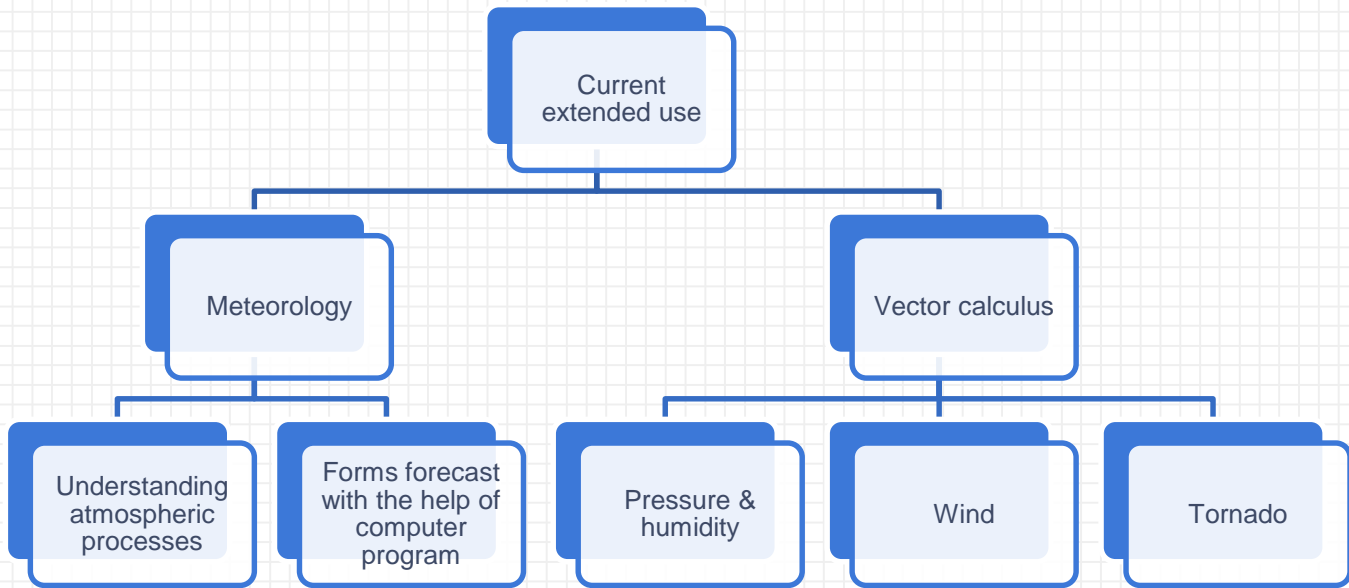 Current
extended use
Meteorology
Vector calculus
Understanding
atmospheric
processes
Forms forecast
with the help of
computer
program
Pressure &
humidity
Wind
Tornado